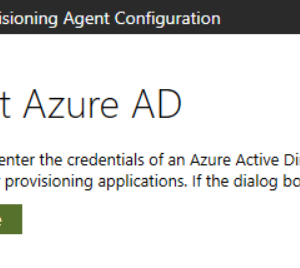 isioning Agent Configuration
t Azure AD
enter the credentials of an Azure Active Di
provisioning applications. If the dialog bo